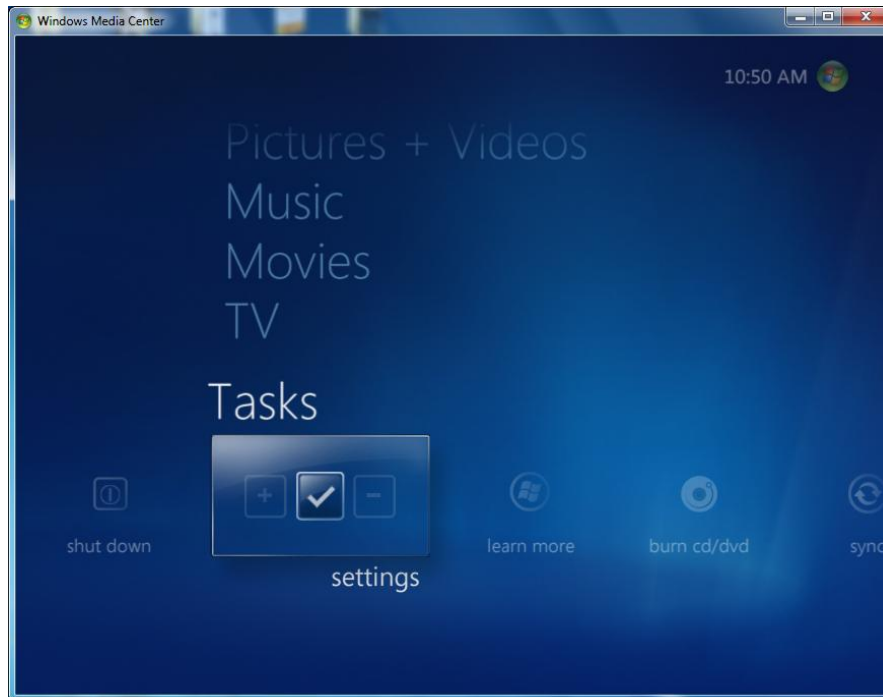 Windows Media Center
10:50 AM
Pictures + Videos
Music
Movies
TV
Tasks
shut down
settings
learn more
burn cd/dvd
sync